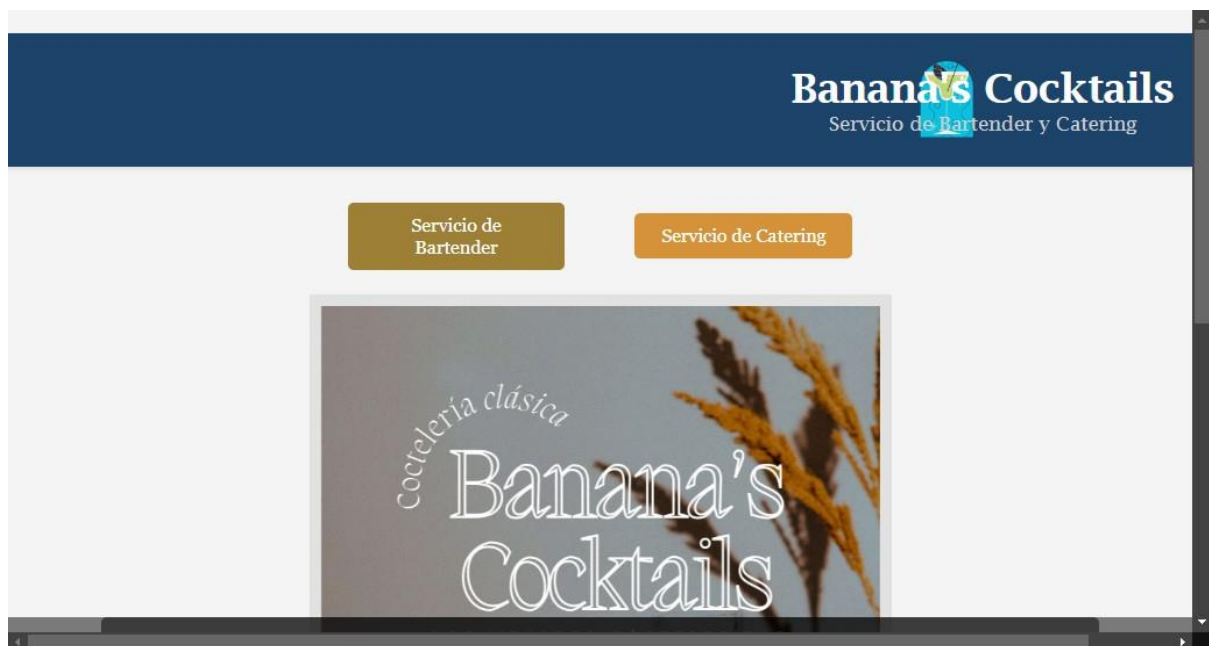 Banana's Cocktails
Servicio de Bartender y Catering
Servicio de
Bartender
Servicio de Catering
coctelería clásica
Banana's
Cocktails